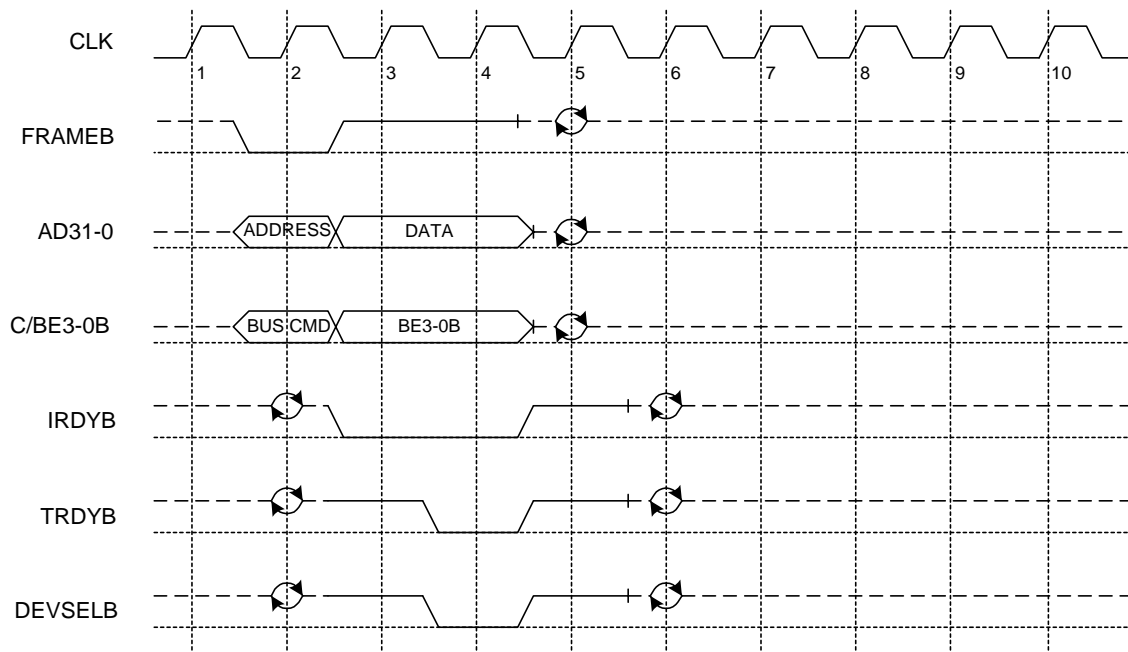 CLK
1 2 3 4 5 6 7 8 9 10
FRAMEB
AD31-0 ADDRESS DATA
C/BE3-0B BUS CMD BE3-0B
IRDYB
TRDYB
DEVSELB